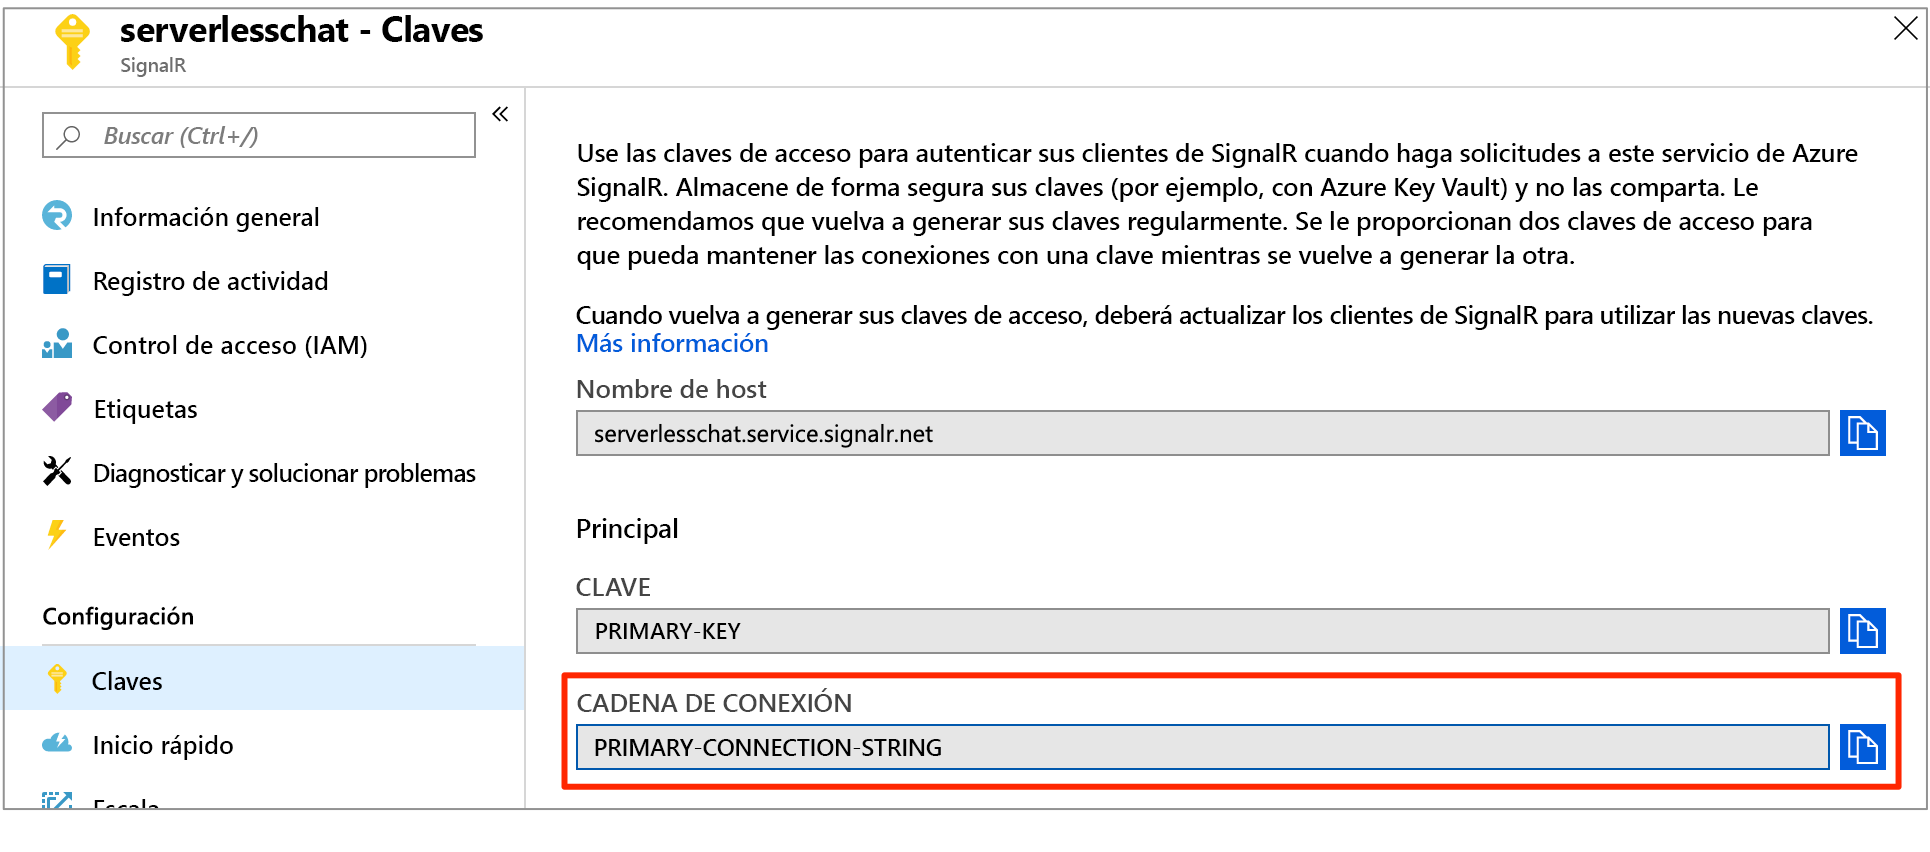 serverlesschat - Claves
SignalR
Buscar (Ctrl+/)
Información general
Registro de actividad
Control de acceso (IAM)
Etiquetas
Diagnosticar y solucionar problemas
Eventos
Configuración
Claves
Inicio rápido
Escala
Use las claves de acceso para autenticar sus clientes de SignalR cuando haga solicitudes a este servicio de Azure
SignalR. Almacene de forma segura sus claves (por ejemplo, con Azure Key Vault) y no las comparta. Le
recomendamos que vuelva a generar sus claves regularmente. Se le proporcionan dos claves de acceso para
que pueda mantener las conexiones con una clave mientras se vuelve a generar la otra.
Cuando vuelva a generar sus claves de acceso, deberá actualizar los clientes de SignalR para utilizar las nuevas claves.
Más información
Nombre de host
serverlesschat.service.signalr.net
Principal
CLAVE
PRIMARY-KEY
CADENA DE CONEXIÓN
PRIMARY-CONNECTION-STRING